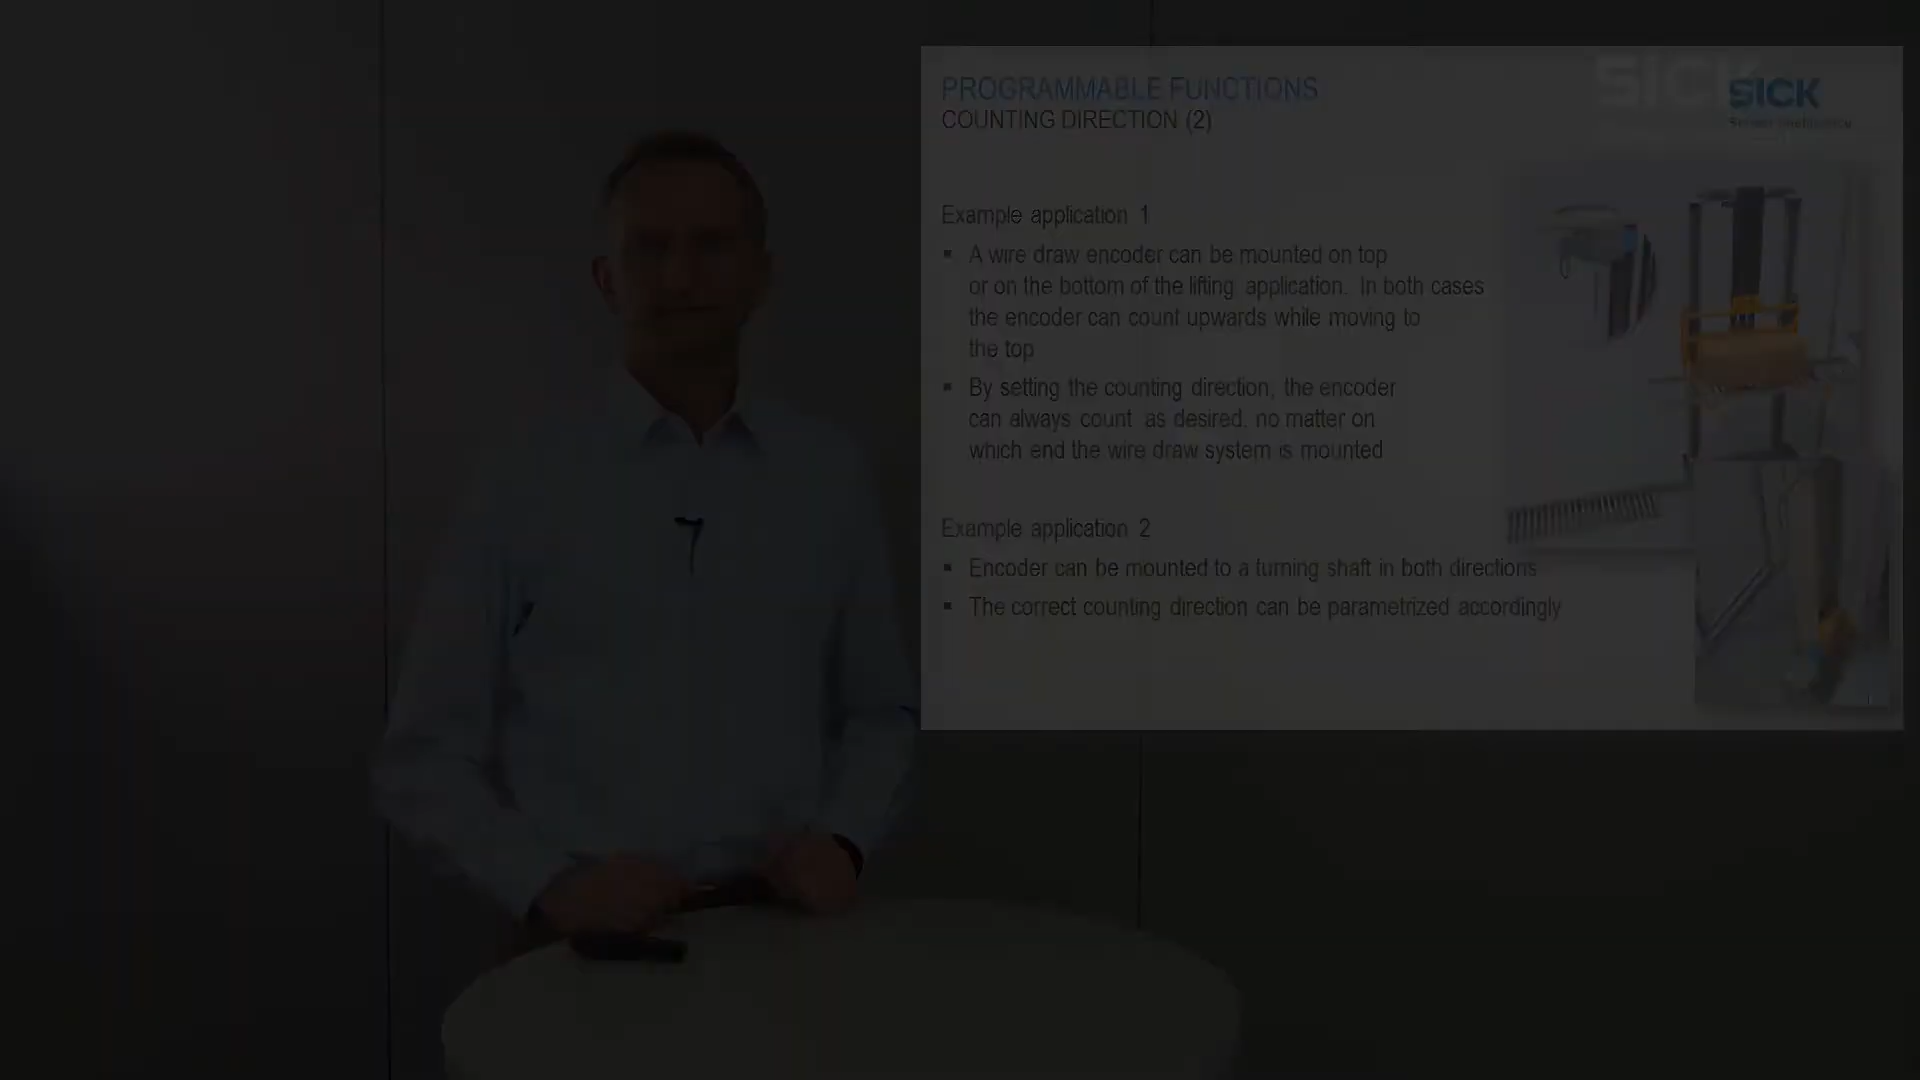 PROGRAMMABLE FUNCTIONS
COUNTING DIRECTION (2)
SICK
SICK
Sensor Intelligence.
Example application 1
▪ A wire draw encoder can be mounted on top
or on the bottom of the lifting application. In both cases
the encoder can count upwards while moving to
the top
▪ By setting the counting direction, the encoder
can always count as desired, no matter on
which end the wire draw system is mounted
Example application 2
▪ Encoder can be mounted to a turning shaft in both directions
▪ The correct counting direction can be parametrized accordingly